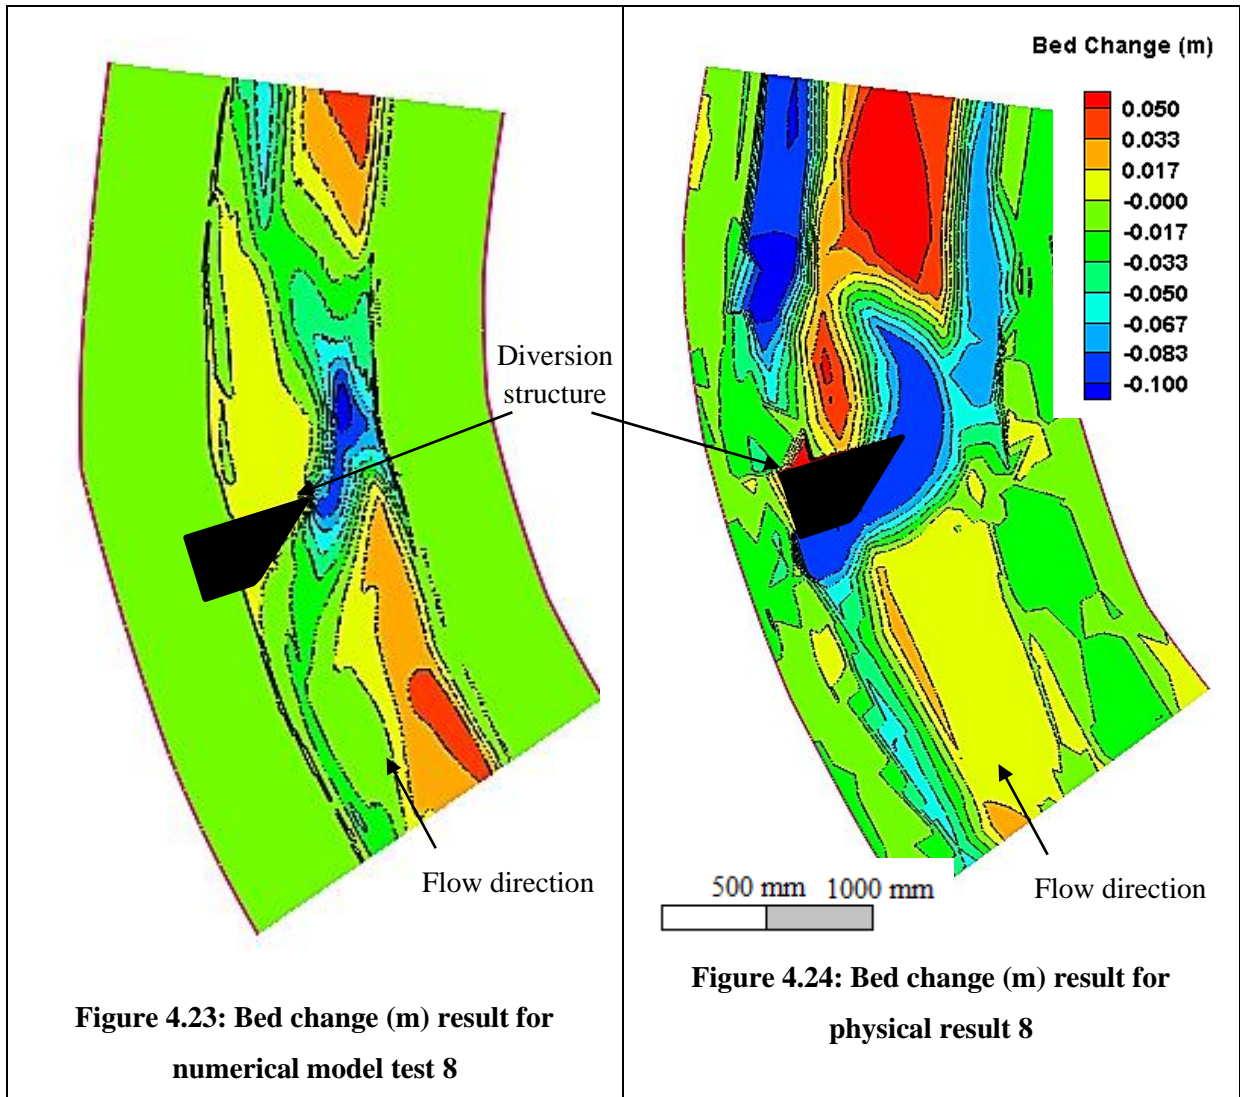 Bed Change (m)
0.050
0.033
0.017
-0.000
-0.017
-0.033
-0.050
-0.067
-0.083
-0.100
Diversion
structure
Flow direction
500 mm 1000 mm
Flow direction
Figure 4.23: Bed change (m) result for
numerical model test 8
Figure 4.24: Bed change (m) result for
physical result 8